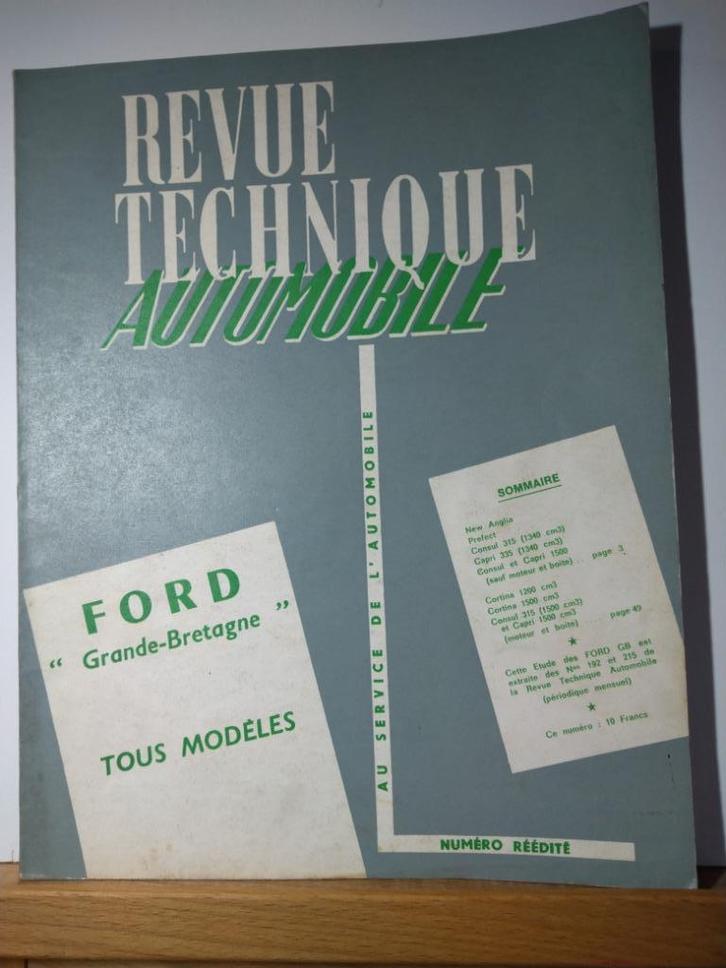 REVUE
TECHNIQUE
AUTOMOBILE
AU SERVICE DE L'AUTOMOBILE
FORD
“ Grande-Bretagne ”
TOUS MODÈLES
SOMMAIRE
New Anglia
Prefect
Consul 315 (1340 cm3)
Capri 335 (1340 cm3)
Consul et Capri 1500
(sauf moteur et boîte) .. page 3
Cortina 1200 cm3
Cortina 1500 cm3
Consul 315 (1500 cm3)
et Capri 1500 cm3
(moteur et boîte) .. page 49
★
Cette Etude des FORD GB est
extraite des Nos 192 et 215 de
la Revue Technique Automobile
(périodique mensuel)
★
Ce numéro : 10 Francs
NUMÉRO RÉÉDITÉ